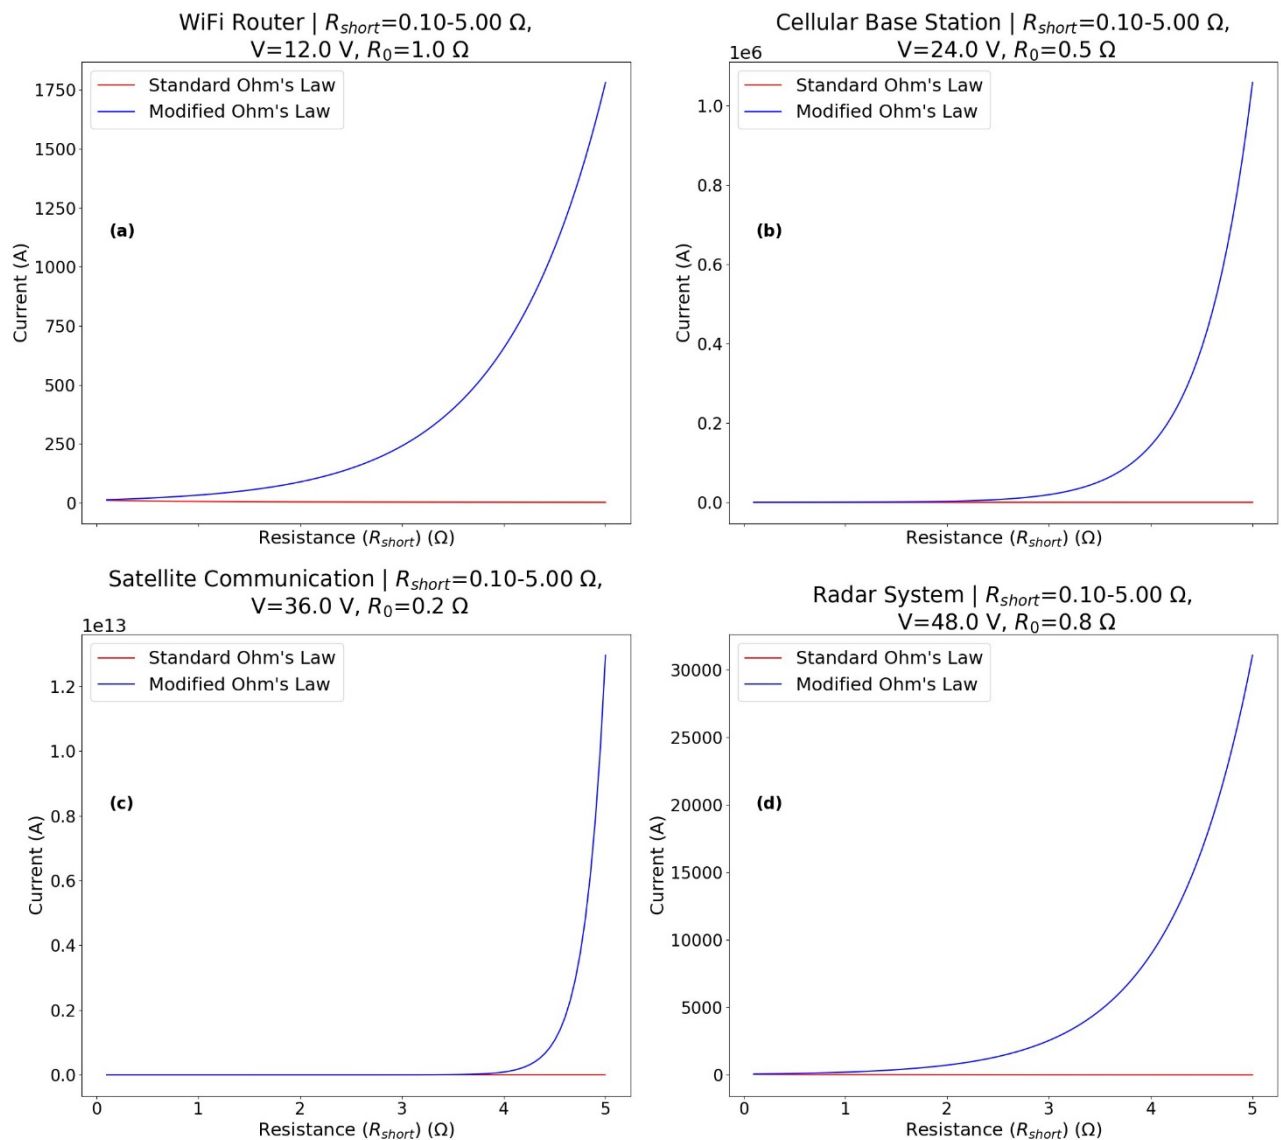 WiFi Router | R_short=0.10-5.00 Ω,
V=12.0 V, R_0=1.0 Ω
Standard Ohm's Law
Modified Ohm's Law
1750
1500
1250
1000
750
500
250
0
(a)
Current (A)
Resistance (R_short) (Ω)
Cellular Base Station | R_short=0.10-5.00 Ω,
V=24.0 V, R_0=0.5 Ω
1e6
Standard Ohm's Law
Modified Ohm's Law
1.0
0.8
0.6
0.4
0.2
0.0
(b)
Current (A)
Resistance (R_short) (Ω)
Satellite Communication | R_short=0.10-5.00 Ω,
V=36.0 V, R_0=0.2 Ω
1e13
Standard Ohm's Law
Modified Ohm's Law
1.2
1.0
0.8
0.6
0.4
0.2
0.0
(c)
Current (A)
0 1 2 3 4 5
Resistance (R_short) (Ω)
Radar System | R_short=0.10-5.00 Ω,
V=48.0 V, R_0=0.8 Ω
Standard Ohm's Law
Modified Ohm's Law
30000
25000
20000
15000
10000
5000
0
(d)
Current (A)
0 1 2 3 4 5
Resistance (R_short) (Ω)